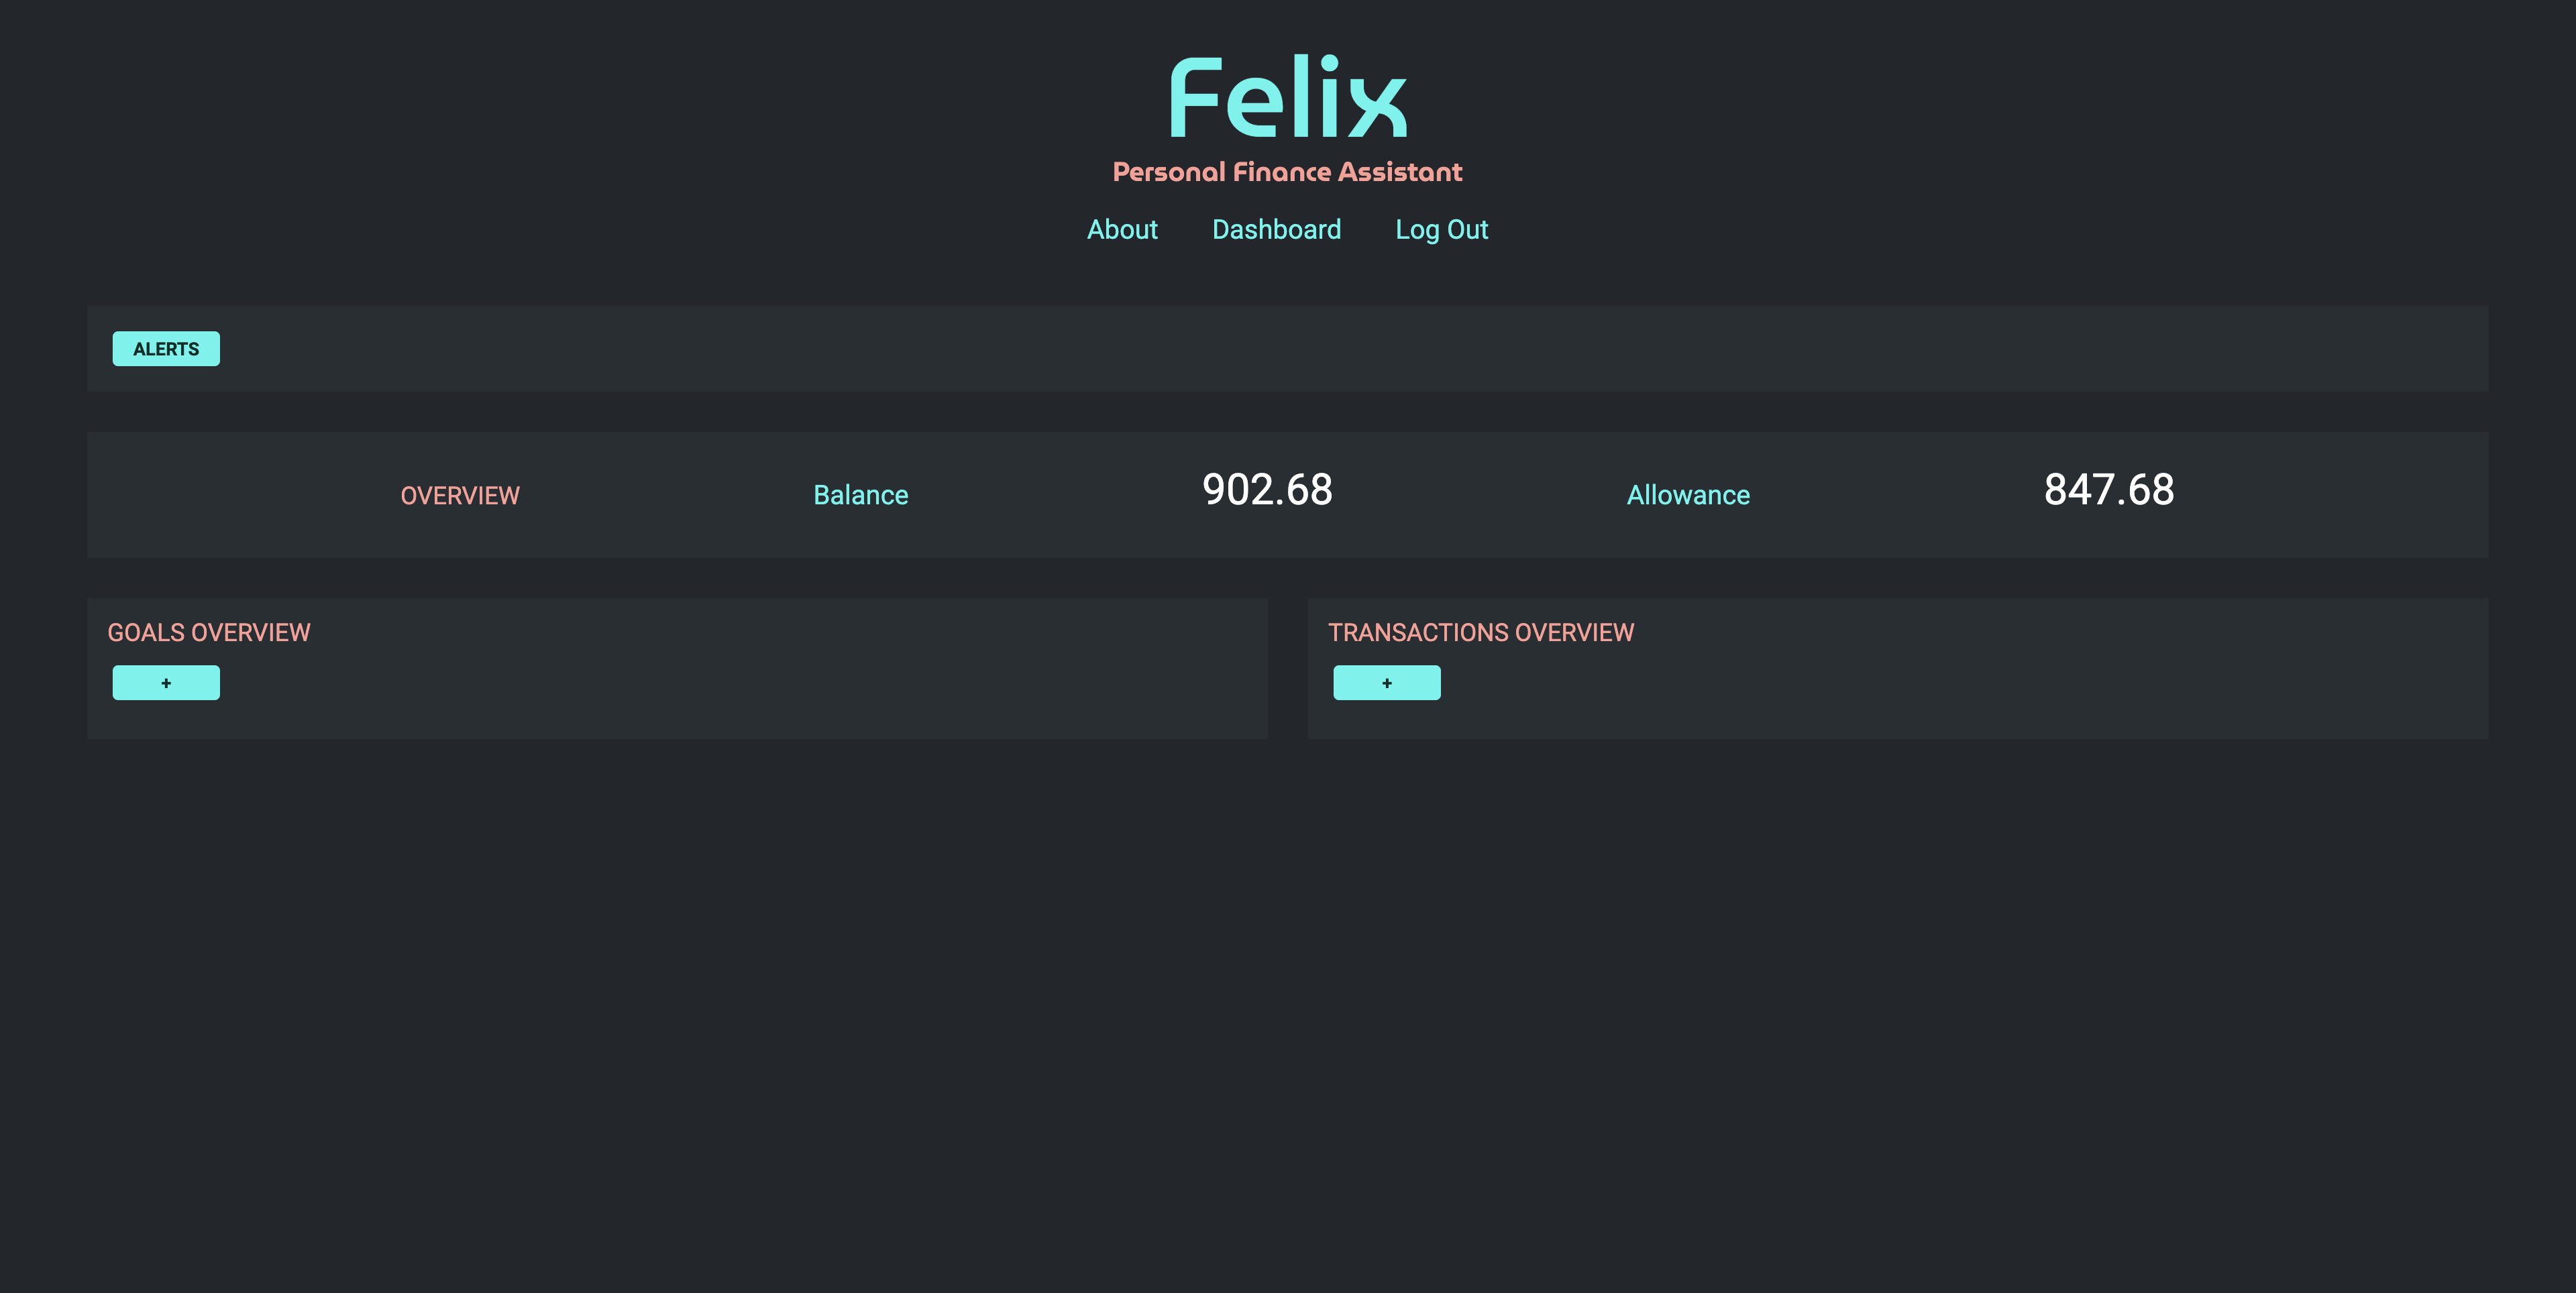 Felix
Personal Finance Assistant
About Dashboard Log Out
ALERTS
OVERVIEW Balance 902.68 Allowance 847.68
GOALS OVERVIEW
+
TRANSACTIONS OVERVIEW
+